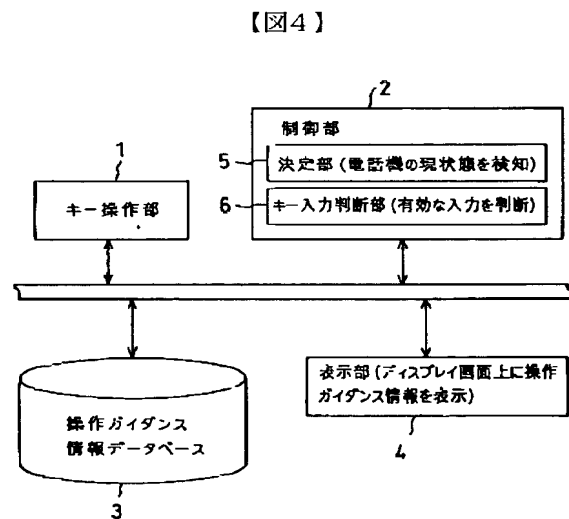 【図4】
2
制御部
5
決定部(電話機の現状態を検知)
6
キー入力判断部(有効な入力を判断)
1
キー操作部
操作ガイダンス
情報データベース
3
表示部(ディスプレイ画面上に操作
ガイダンス情報を表示)
4